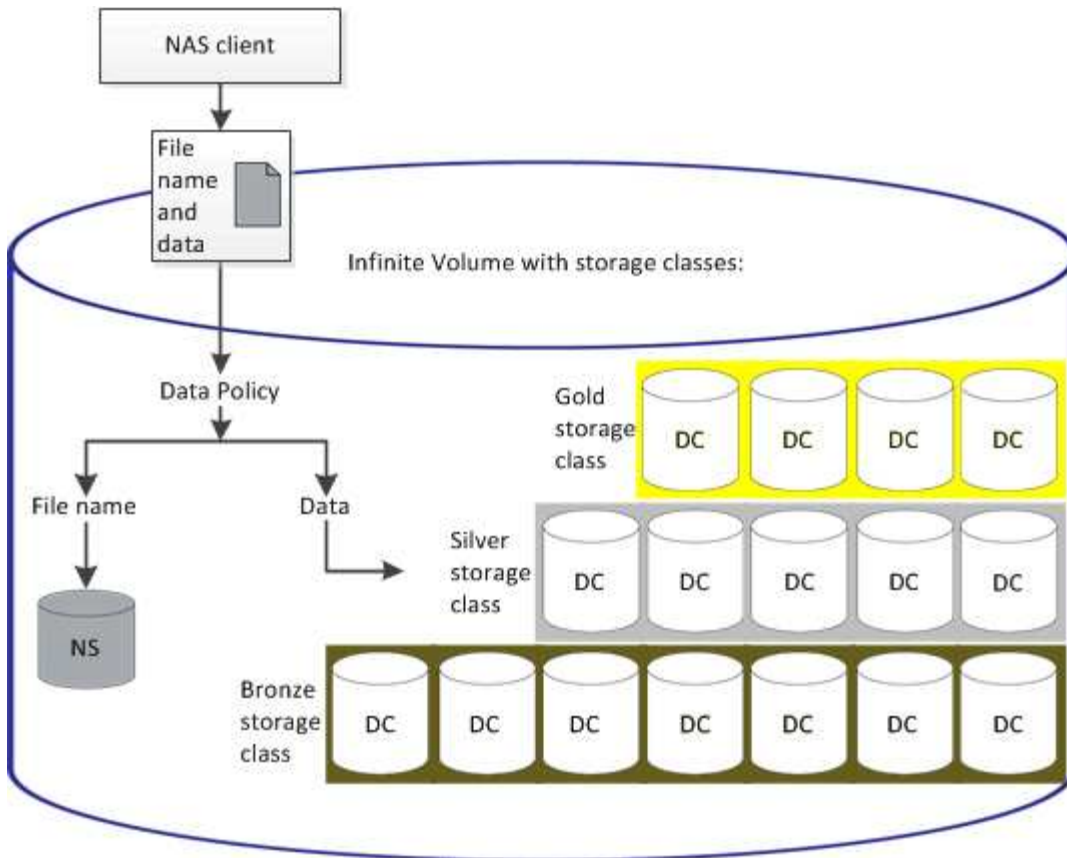 NAS client
File
name
and
data
Infinite Volume with storage classes:
Data Policy
File name
Data
NS
Gold
storage
class
DC DC DC DC
Silver
storage
class
DC DC DC DC DC
Bronze
storage
class
DC DC DC DC DC DC DC